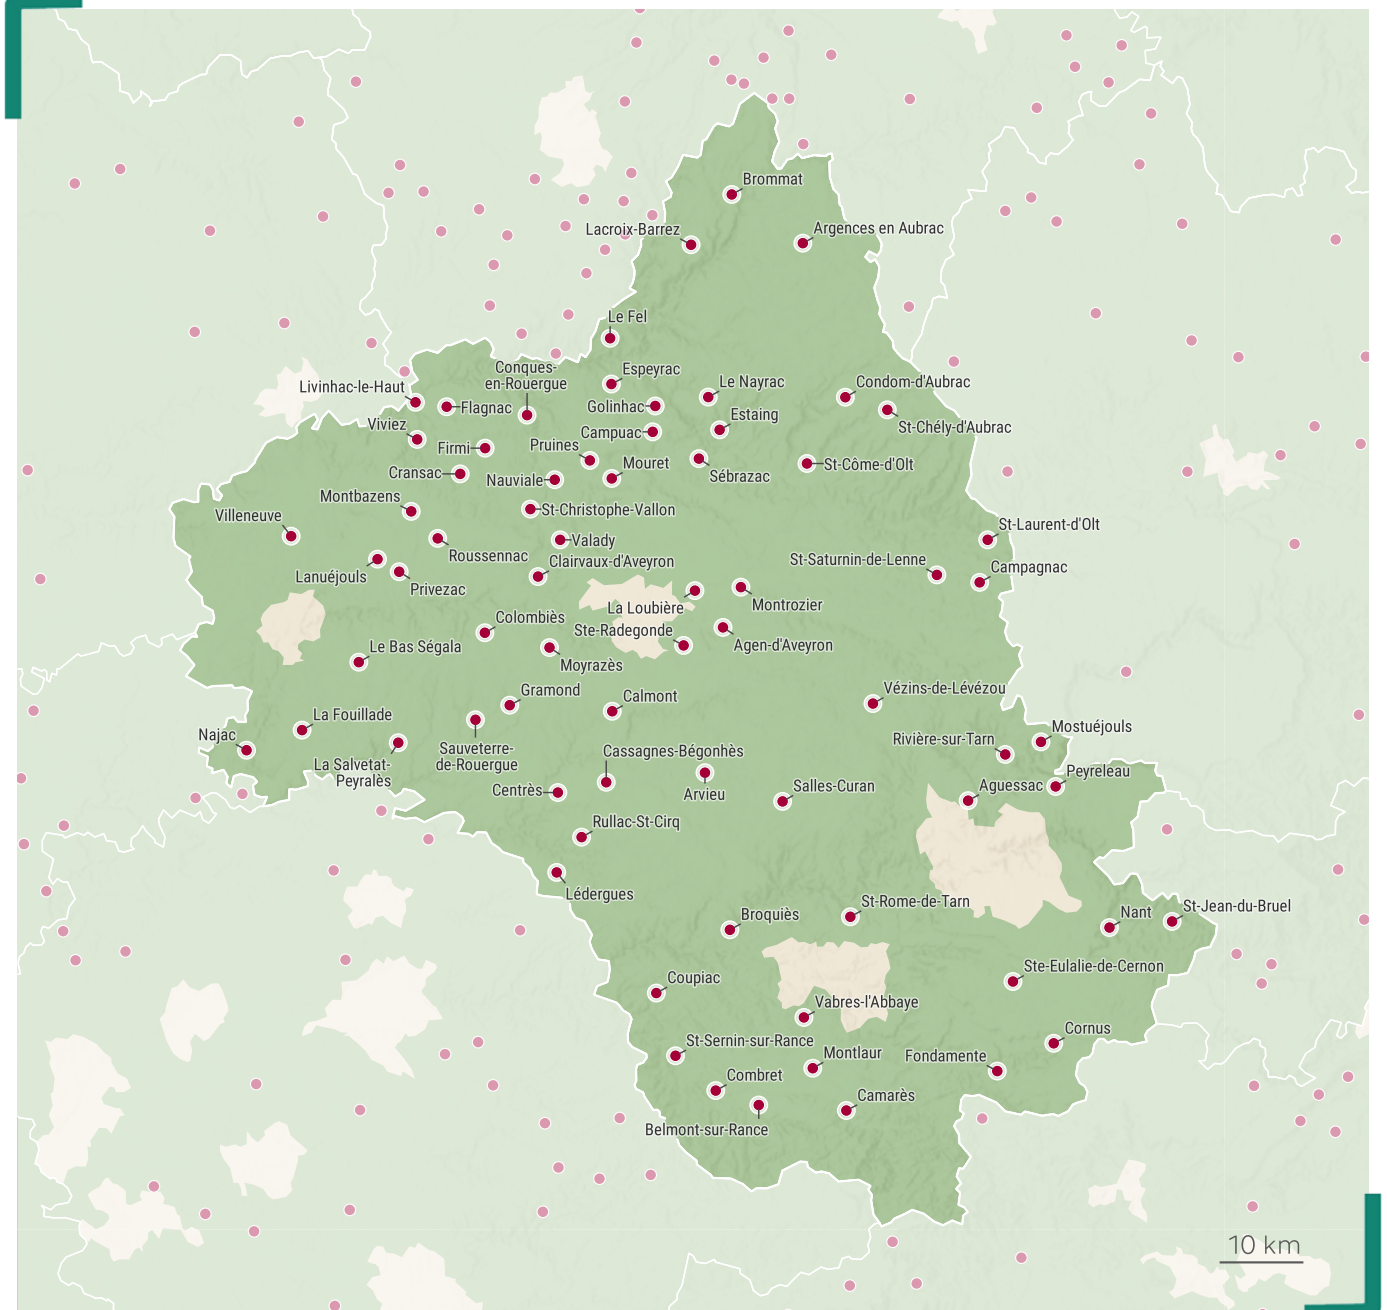 Brommat
Lacroix-Barrez
Argences en Aubrac
Le Fel
Conques-
en-Rouergue
Espeyrac
Le Nayrac
Condom-d'Aubrac
Livinhac-le-Haut
Flagnac
Golinhac
Estaing
St-Chély-d'Aubrac
Viviez
Firmi
Pruines
Campuac
Cransac
Nauviale
Mouret
Sébrazac
St-Côme-d'Olt
Montbazens
Villeneuve
St-Christophe-Vallon
St-Laurent-d'Olt
Roussennac
Valady
Clairvaux-d'Aveyron
St-Saturnin-de-Lenne
Campagnac
Lanuéjouls
Privezac
La Loubière
Montrozier
Colombiès
Ste-Radegonde
Agen-d'Aveyron
Le Bas Ségala
Moyrazès
Gramond
Calmont
Vézins-de-Lévézou
La Fouillade
Najac
Mostuéjouls
Rivière-sur-Tarn
La Salvetat-
Peyralès
Sauveterre-
de-Rouergue
Cassagnes-Bégonhès
Peyreleau
Centrès
Arvieu
Salles-Curan
Aguessac
Rullac-St-Cirq
Lédergues
Broquiès
St-Rome-de-Tarn
Nant
St-Jean-du-Bruel
Coupiac
Ste-Eulalie-de-Cernon
Vabres-l'Abbaye
St-Sernin-sur-Rance
Montlaur
Fondamente
Cornus
Combret
Camarès
Belmont-sur-Rance
10 km